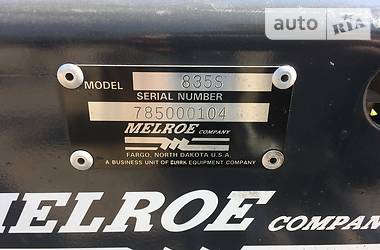 auto RIA
MODEL 835S
SERIAL NUMBER
785000104
MELROE COMPANY
FARGO, NORTH DAKOTA U.S.A.
A BUSINESS UNIT OF CLARK EQUIPMENT COMPANY
MELROE COMPAN